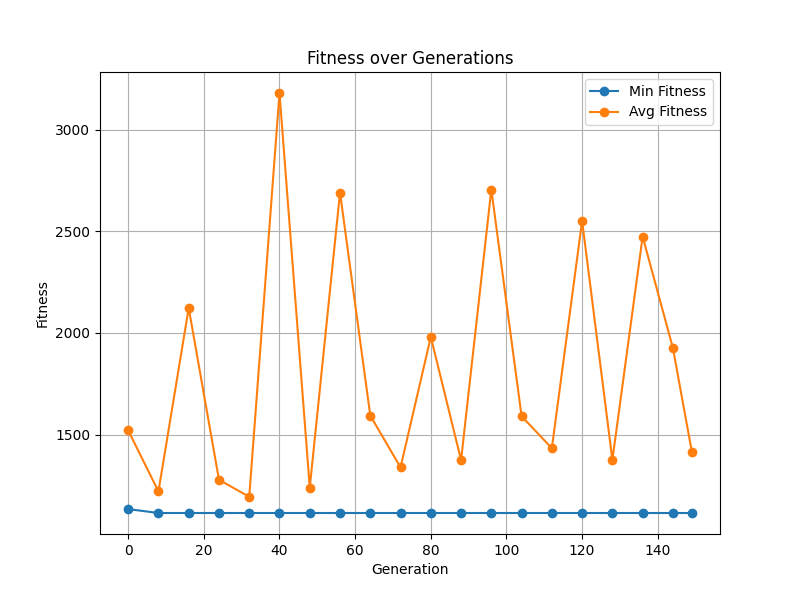 Fitness over Generations
Min Fitness
Avg Fitness
3000
2500
2000
1500
Fitness
0 20 40 60 80 100 120 140
Generation